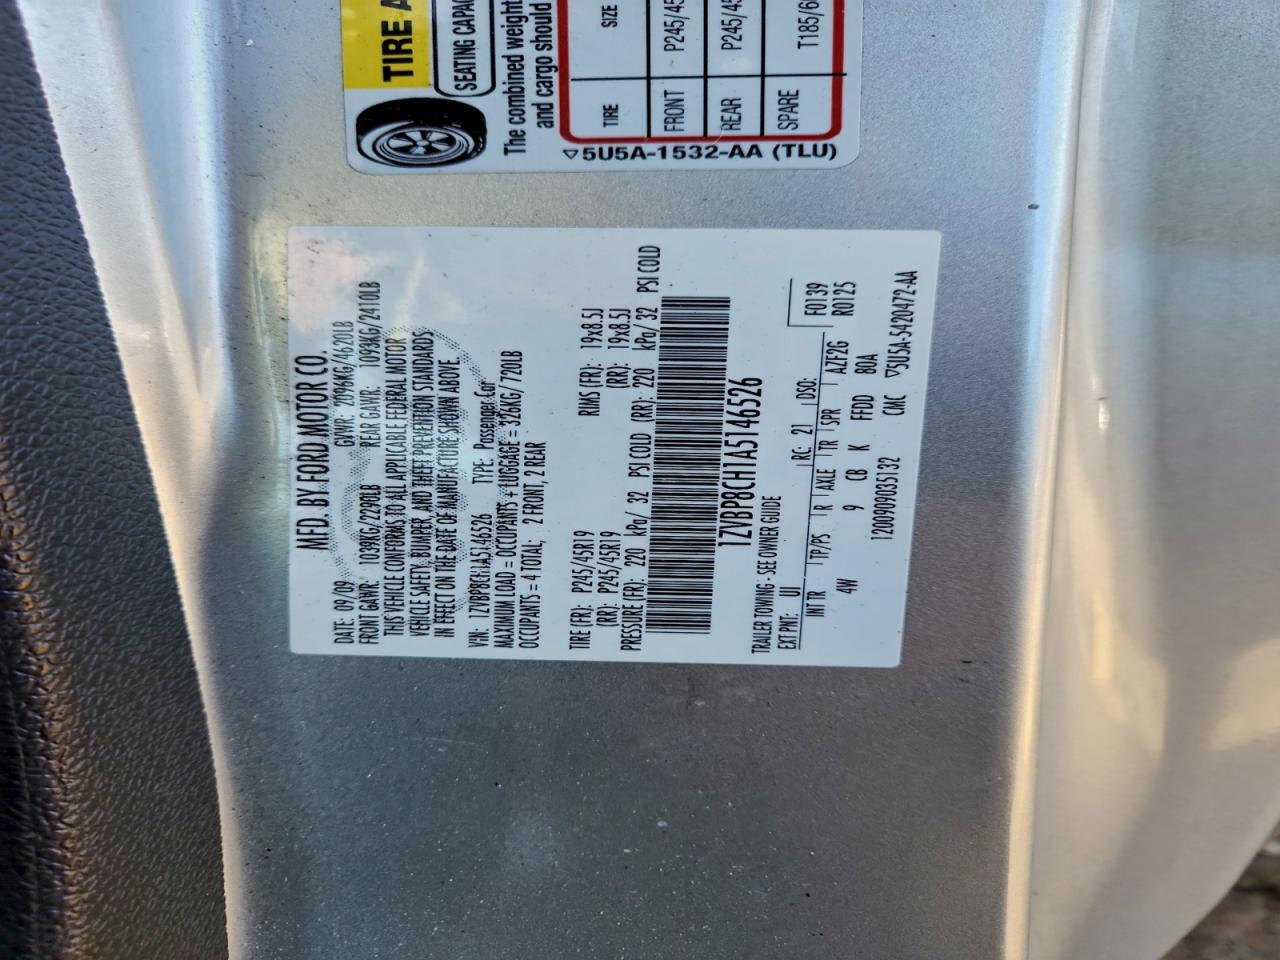 TIRE A
SEATING CAPAC
The combined weight
and cargo should
TIRE SIZE
FRONT P245/45
REAR P245/45
SPARE T185/60
▽5U5A-1532-AA (TLU)
MFD. BY FORD MOTOR CO.
DATE: 09/09 GVWR: 2096KG/4620LB
FRONT GAWR: 1039KG/2290LB REAR GAWR: 1093KG/2410LB
THIS VEHICLE CONFORMS TO ALL APPLICABLE FEDERAL MOTOR
VEHICLE SAFETY, BUMPER, AND THEFT PREVENTION STANDARDS
IN EFFECT ON THE DATE OF MANUFACTURE SHOWN ABOVE.
VIN: 1ZVBP8CH1A5146526 TYPE: Passenger Car
MAXIMUM LOAD = OCCUPANTS + LUGGAGE = 326KG/720LB
OCCUPANTS = 4 TOTAL; 2 FRONT, 2 REAR
TIRE (FR): P245/45R19 RIMS (FR): 19x8.5J
(RR): P245/45R19 (RR): 19x8.5J
PRESSURE (FR): 220 kPa/ 32 PSI COLD (RR): 220 kPa/ 32 PSI COLD
1ZVBP8CH1A5146526
TRAILER TOWING - SEE OWNER GUIDE
EXT PNT: UI RC: 21 DSO: F0139
R0125
INT TR TP/PS R AXLE TR SPR AZF2G
4W 9 CB K FFDD 80A
1200909035132 CMC ▽5U5A-5420472-AA